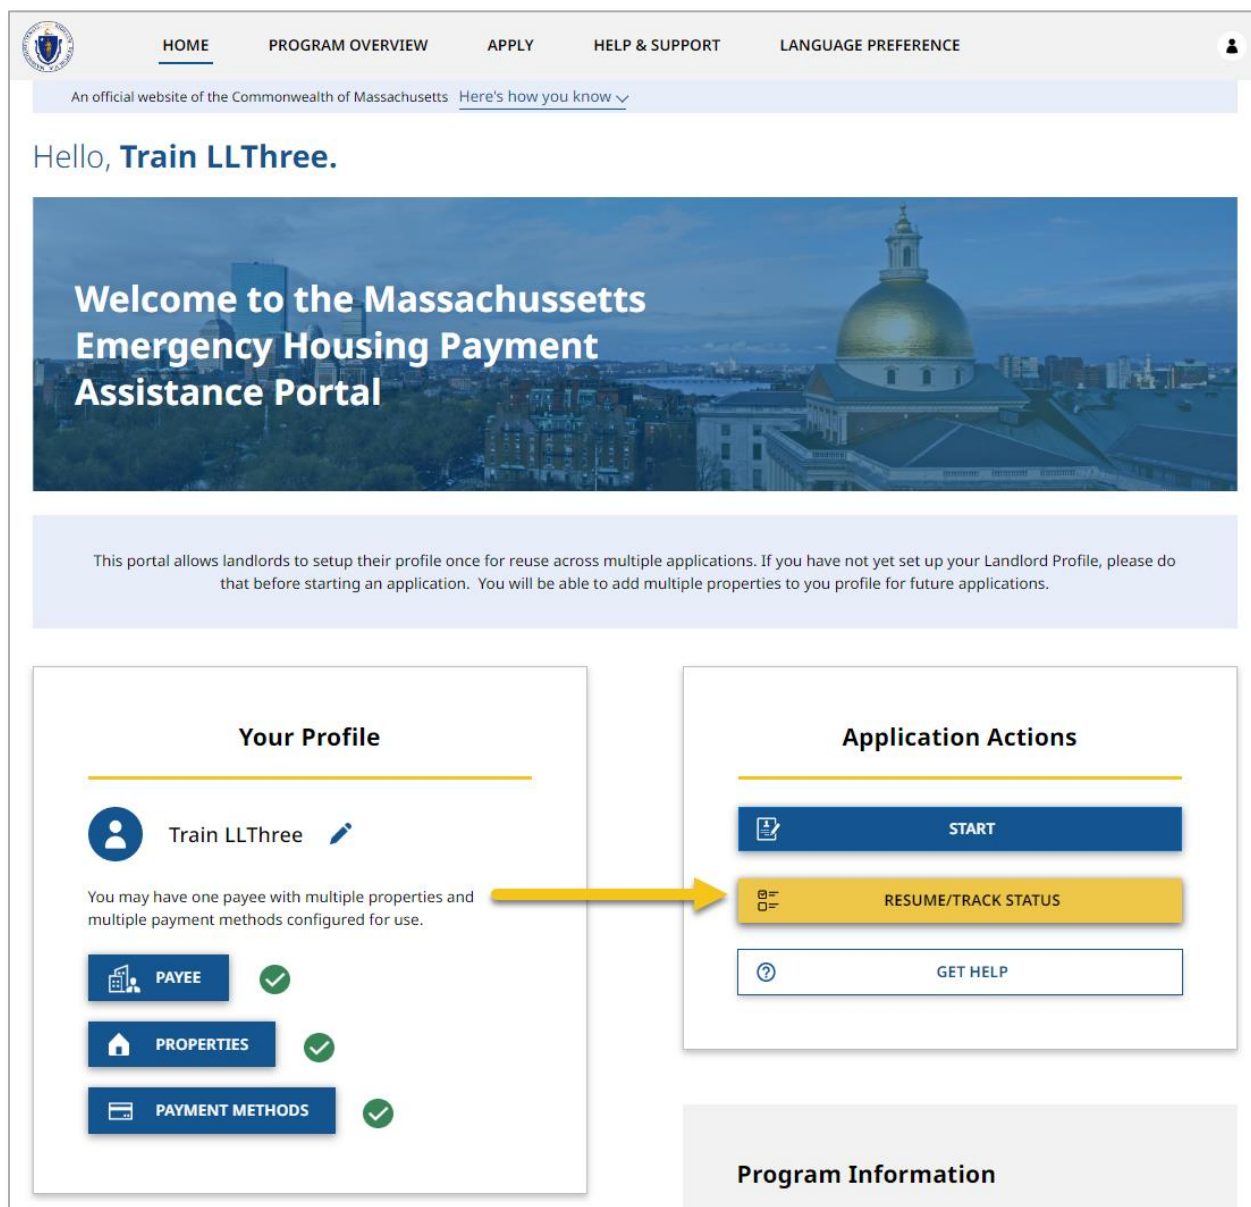 HOME PROGRAM OVERVIEW APPLY HELP & SUPPORT LANGUAGE PREFERENCE
An official website of the Commonwealth of Massachusetts Here's how you know
Hello, Train LLThree.
Welcome to the Massachussetts
Emergency Housing Payment
Assistance Portal
This portal allows landlords to setup their profile once for reuse across multiple applications. If you have not yet set up your Landlord Profile, please do
that before starting an application. You will be able to add multiple properties to you profile for future applications.
Your Profile
Train LLThree
You may have one payee with multiple properties and
multiple payment methods configured for use.
PAYEE
PROPERTIES
PAYMENT METHODS
Application Actions
START
RESUME/TRACK STATUS
GET HELP
Program Information